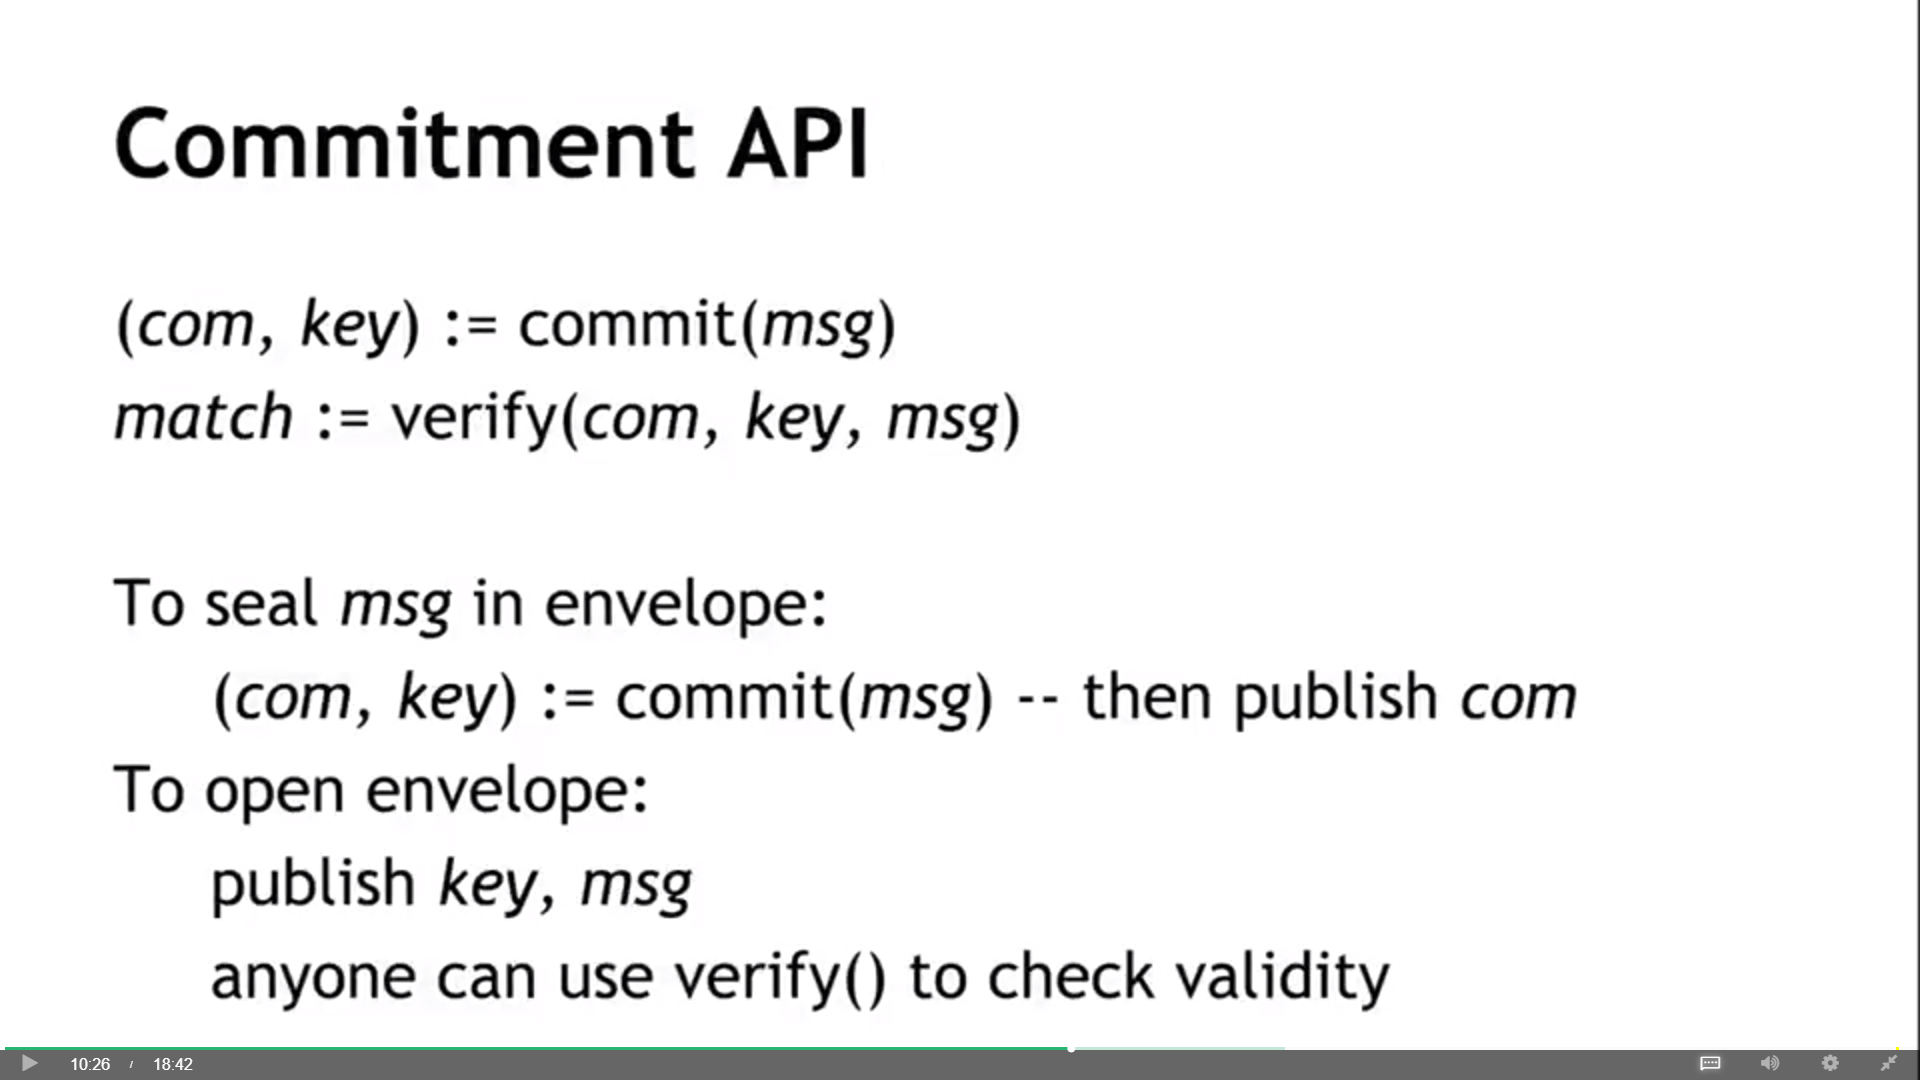 Commitment API
(com, key) := commit(msg)
match := verify(com, key, msg)
To seal msg in envelope:
(com, key) := commit(msg) -- then publish com
To open envelope:
publish key, msg
anyone can use verify() to check validity
10:26 / 18:42